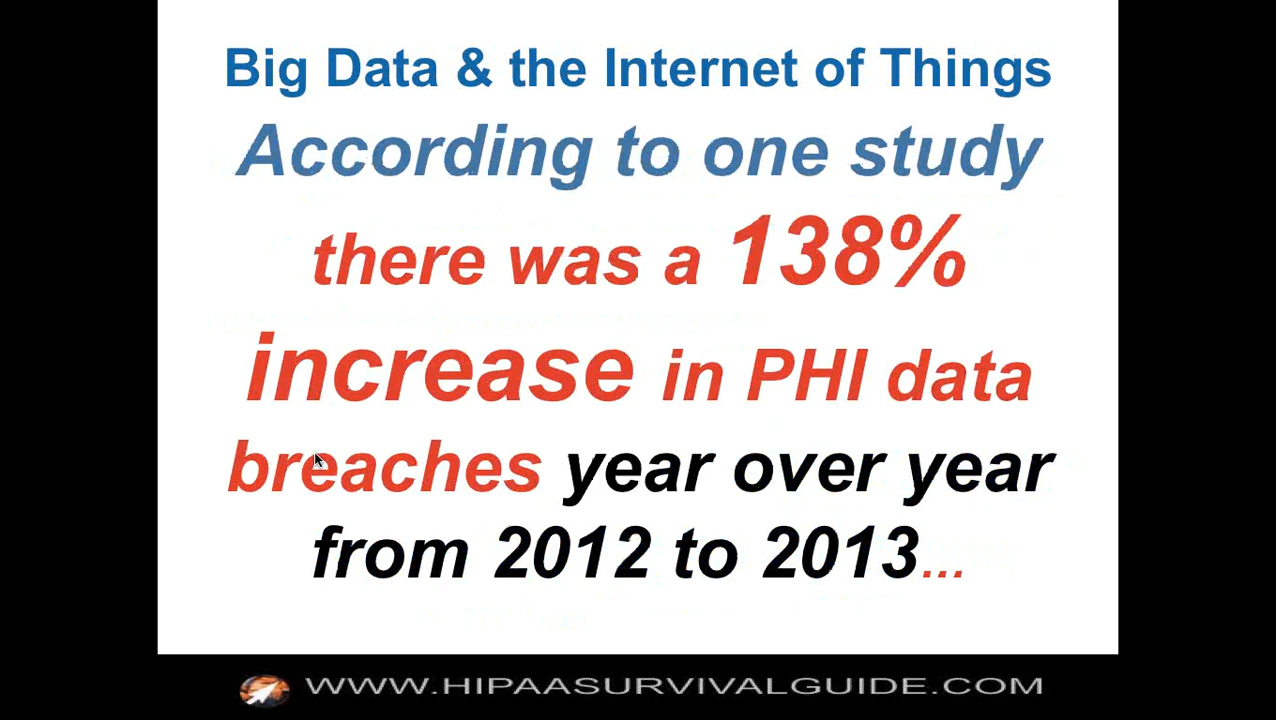 Big Data & the Internet of Things
According to one study
there was a 138%
increase in PHI data
breaches year over year
from 2012 to 2013...
WWW.HIPAASURVIVALGUIDE.COM